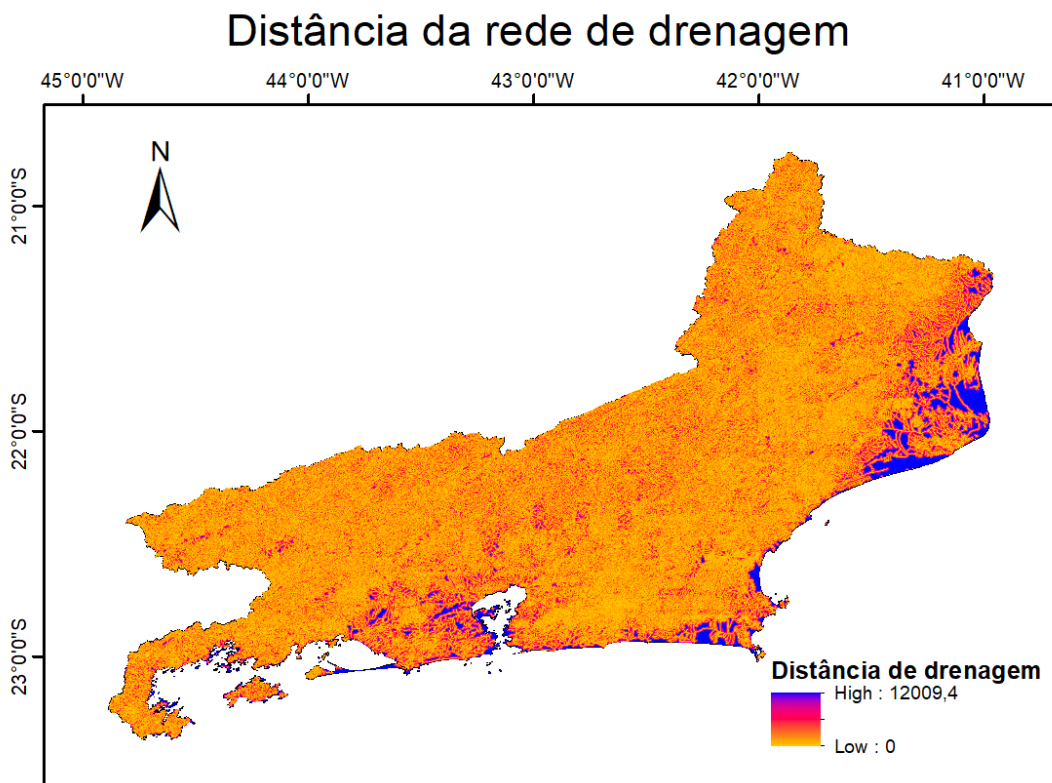 Distância da rede de drenagem
45°0'0"W 44°0'0"W 43°0'0"W 42°0'0"W 41°0'0"W
N
21°0'0"S
22°0'0"S
23°0'0"S
Distância de drenagem
High : 12009,4
Low : 0